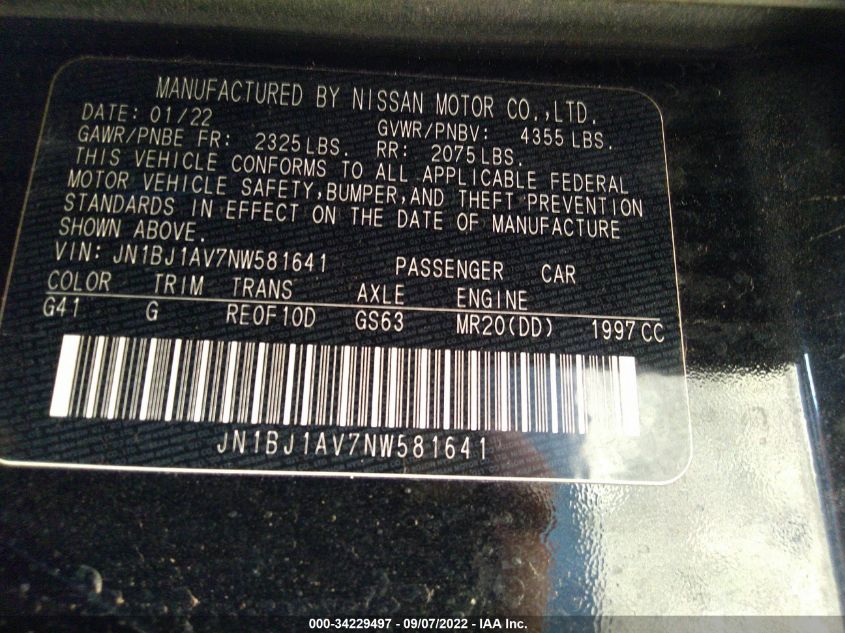 MANUFACTURED BY NISSAN MOTOR CO.,LTD.
DATE: 01/22 GVWR/PNBV: 4355 LBS.
GAWR/PNBE FR: 2325 LBS. RR: 2075 LBS.
THIS VEHICLE CONFORMS TO ALL APPLICABLE FEDERAL
MOTOR VEHICLE SAFETY,BUMPER,AND THEFT PREVENTION
STANDARDS IN EFFECT ON THE DATE OF MANUFACTURE
SHOWN ABOVE.
VIN: JN1BJ1AV7NW581641 PASSENGER CAR
COLOR TRIM TRANS AXLE ENGINE
G41 G RE0F10D GS63 MR20(DD) 1997 CC
JN1BJ1AV7NW581641
000-34229497 - 09/07/2022 - IAA Inc.